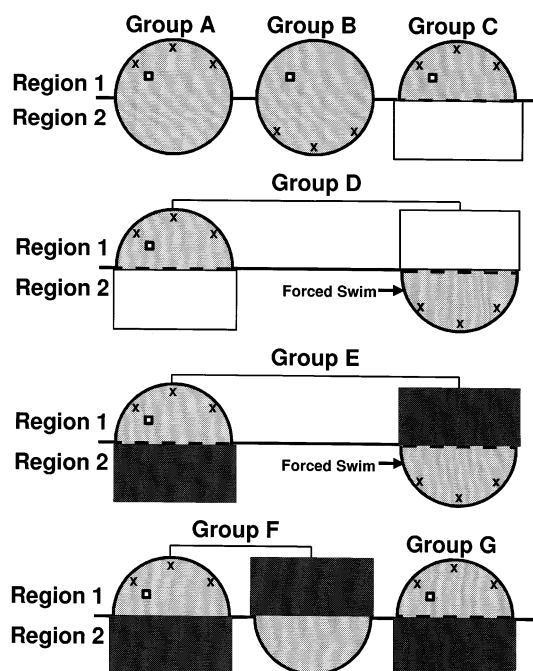 Group A Group B Group C
x x x
x
Region 1
Region 2
x x x
Group D
x x x
Region 1
Region 2
Forced Swim
x x x
Group E
x x x
Region 1
Region 2
Forced Swim
x x x
Group F Group G
x x x x x x
Region 1
Region 2